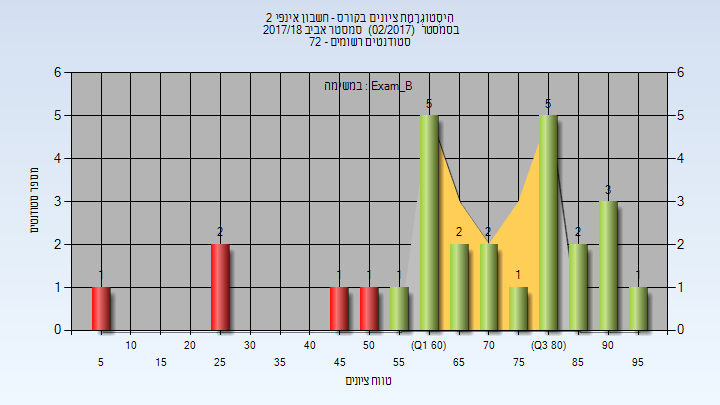 היסטוגרמת ציונים בקורס - חשבון אינפי 2
בסמסטר (02/2017) סמסטר אביב 2017/18
סטודנטים רשומים - 72
במשימה : Exam_B
מספר סטודנטים
6 6
5 5
4 4
3 3
2 2
1 1
0 0
1 2 1 1 1 5 2 2 1 5 2 3 1
10 20 30 40 50 (Q1 60) 70 (Q3 80) 90
5 15 25 35 45 55 65 75 85 95
טווח ציונים